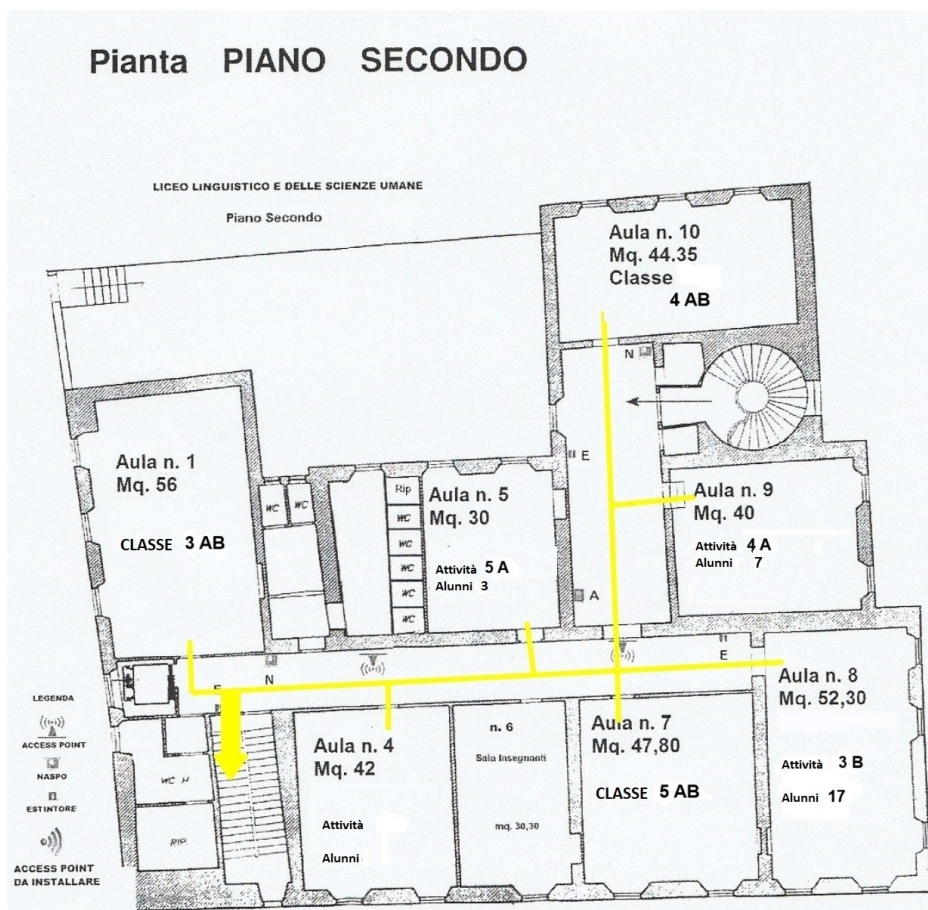 Pianta PIANO SECONDO
LICEO LINGUISTICO E DELLE SCIENZE UMANE
Piano Secondo
Aula n. 10
Mq. 44.35
Classe
4 AB
N
E
Aula n. 1
Mq. 56
CLASSE 3 AB
WC
WC
Rip
WC
WC
WC
WC
WC
Aula n. 5
Mq. 30
Attività 5 A
Alunni 3
Aula n. 9
Mq. 40
Attività 4 A
Alunni 7
A
N
E
E
Aula n. 8
Mq. 52,30
Attività 3 B
Alunni 17
LEGENDA
ACCESS POINT
NASPO
ESTINTORE
ACCESS POINT
DA INSTALLARE
WC H
RIP.
Aula n. 4
Mq. 42
Attività
Alunni
n. 6
Sala Insegnanti
mq. 30,30
Aula n. 7
Mq. 47,80
CLASSE 5 AB